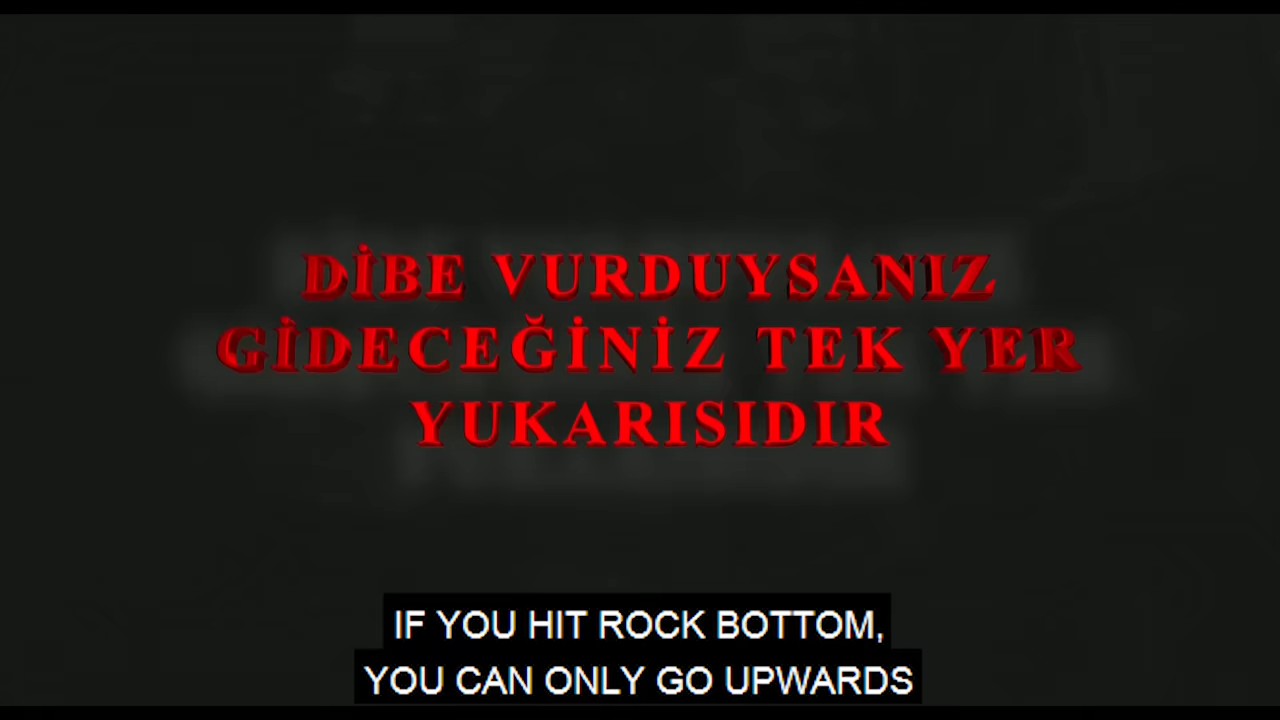 DİBE VURDUYSANIZ
GİDECEĞİNİZ TEK YER
YUKARISIDIR
IF YOU HIT ROCK BOTTOM,
YOU CAN ONLY GO UPWARDS